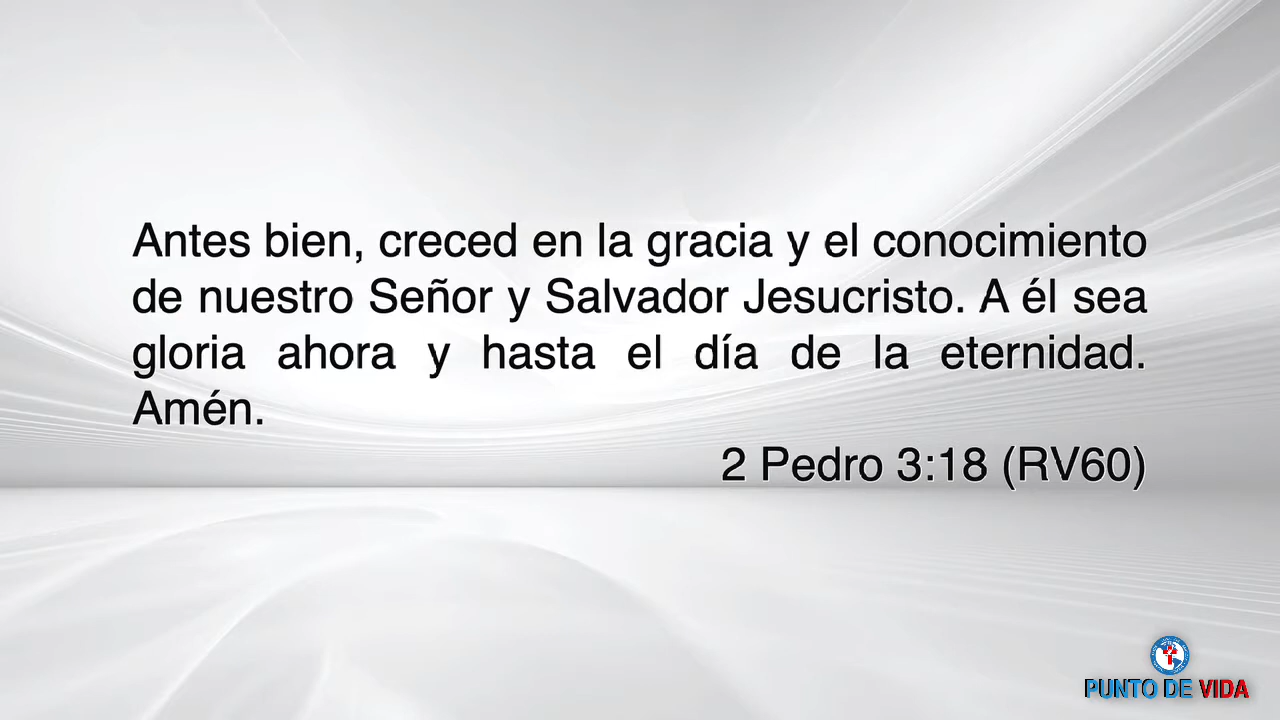 Antes bien, creced en la gracia y el conocimiento
de nuestro Señor y Salvador Jesucristo. A él sea
gloria ahora y hasta el día de la eternidad.
Amén.
2 Pedro 3:18 (RV60)
PUNTO DE VIDA